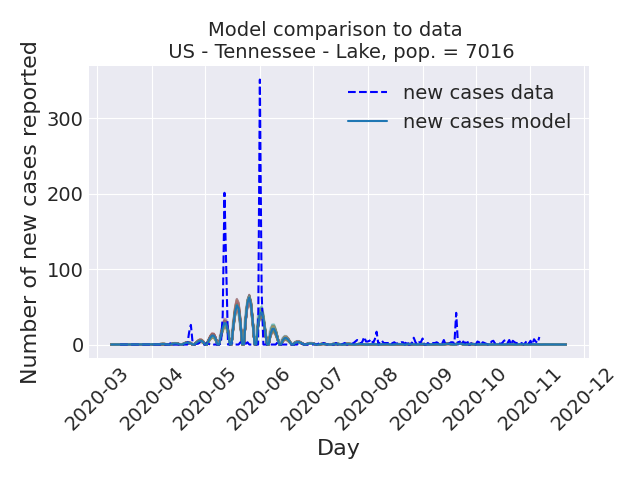 Model comparison to data
US - Tennessee - Lake, pop. = 7016
Number of new cases reported
new cases data
new cases model
300
200
100
0
2020-03
2020-04
2020-05
2020-06
2020-07
2020-08
2020-09
2020-10
2020-11
2020-12
Day